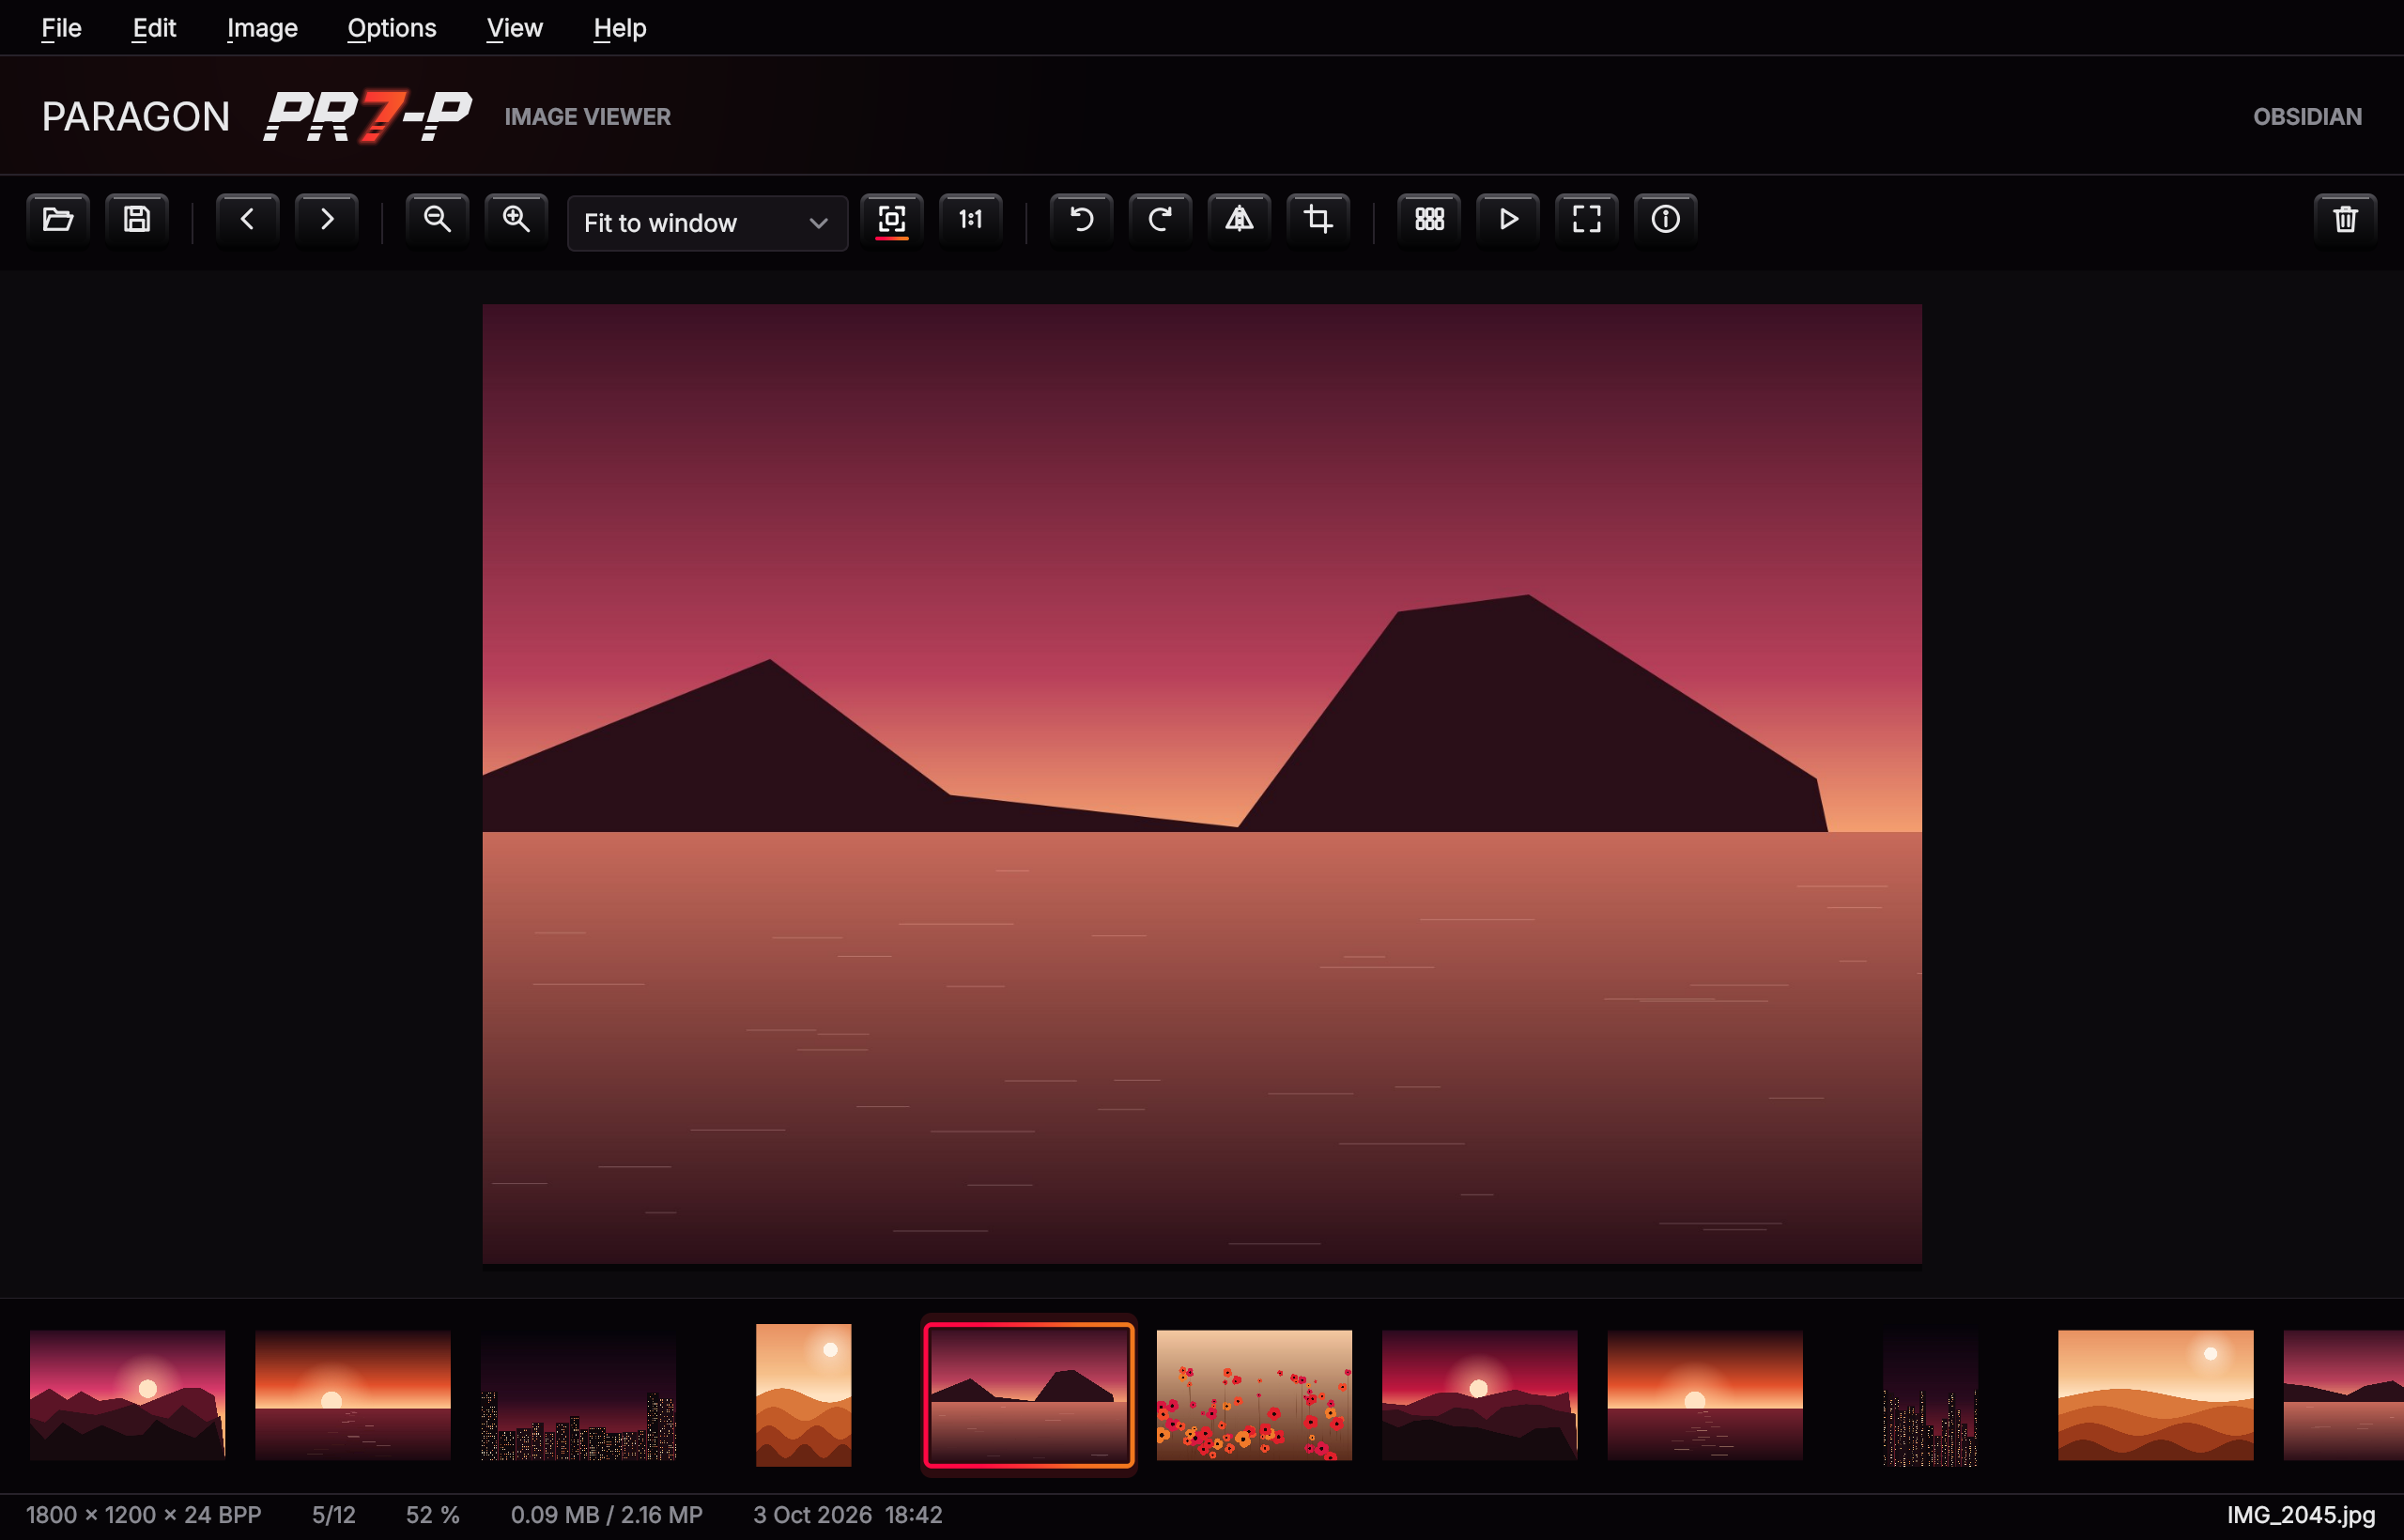 File Edit Image Options View Help
PARAGON PR7-P IMAGE VIEWER OBSIDIAN
Fit to window 1:1
1800 × 1200 × 24 BPP 5/12 52 % 0.09 MB / 2.16 MP 3 Oct 2026 18:42 IMG_2045.jpg